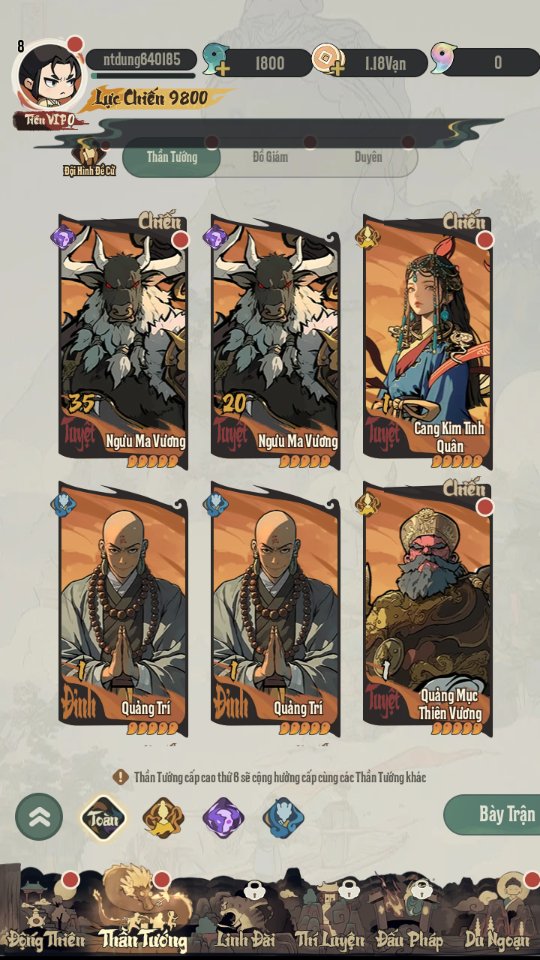 8
ntdung640185
1800
1.18Vạn
0
Lực Chiến 9800
Tiên VIP 0
Đội Hình Đề Cử
Thần Tướng
Đồ Giám
Duyên
Chiến
Chiến
35
20
1
Tuyệt
Tuyệt
Tuyệt
Ngưu Ma Vương
Ngưu Ma Vương
Cang Kim Tinh
Quân
Chiến
1
1
1
Đỉnh
Đỉnh
Tuyệt
Quảng Trí
Quảng Trí
Quảng Mục
Thiên Vương
Thần Tướng cấp cao thứ 6 sẽ cộng hưởng cấp cùng các Thần Tướng khác
Toàn
Bày Trận
Động Thiên
Thần Tướng
Linh Đài
Thí Luyện
Đấu Pháp
Du Ngoạn